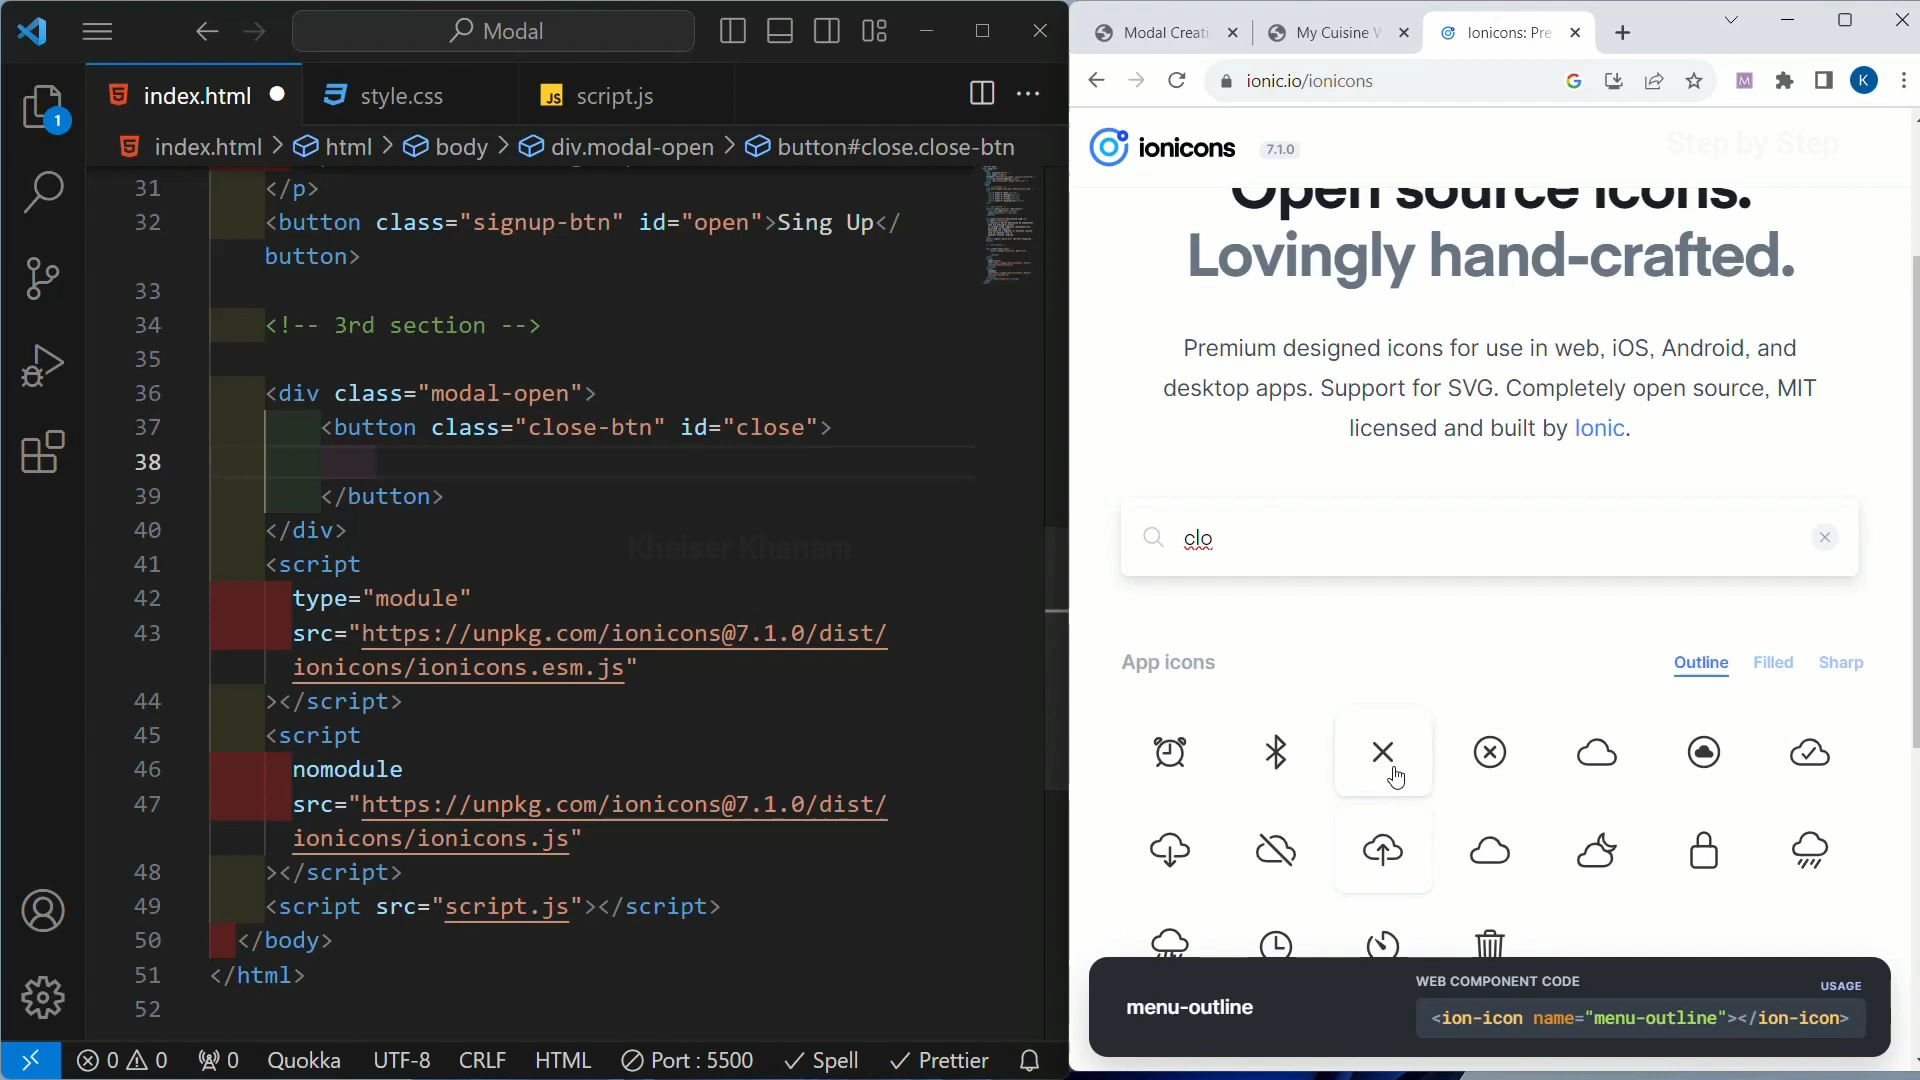 Modal
index.html
style.css
script.js
index.html > html > body > div.modal-open > button#close.close-btn
1
31 </p>
32 <button class="signup-btn" id="open">Sing Up</
button>
33
34 <!-- 3rd section -->
35
36 <div class="modal-open">
37 <button class="close-btn" id="close">
38
39 </button>
40 </div>
41 <script
42 type="module"
43 src="https://unpkg.com/ionicons@7.1.0/dist/
ionicons/ionicons.esm.js"
44 ></script>
45 <script
46 nomodule
47 src="https://unpkg.com/ionicons@7.1.0/dist/
ionicons/ionicons.js"
48 ></script>
49 <script src="script.js"></script>
50 </body>
51 </html>
52
Khaiser Khanam
0 0 0 Quokka UTF-8 CRLF HTML Port : 5500 Spell Prettier
Modal Creati
My Cuisine W
Ionicons: Pre
ionic.io/ionicons
K
ionicons 7.1.0
Step by Step
Open source icons.
Lovingly hand-crafted.
Premium designed icons for use in web, iOS, Android, and
desktop apps. Support for SVG. Completely open source, MIT
licensed and built by Ionic.
clo
App icons
Outline Filled Sharp
menu-outline
WEB COMPONENT CODE
USAGE
<ion-icon name="menu-outline"></ion-icon>